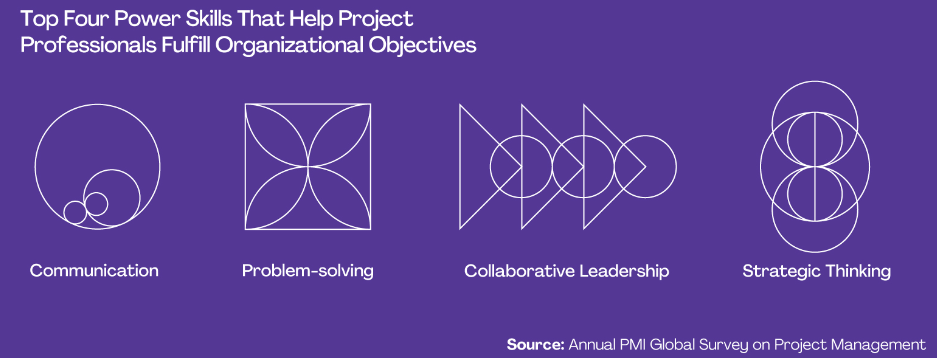 Top Four Power Skills That Help Project
Professionals Fulfill Organizational Objectives
Communication
Problem-solving
Collaborative Leadership
Strategic Thinking
Source: Annual PMI Global Survey on Project Management